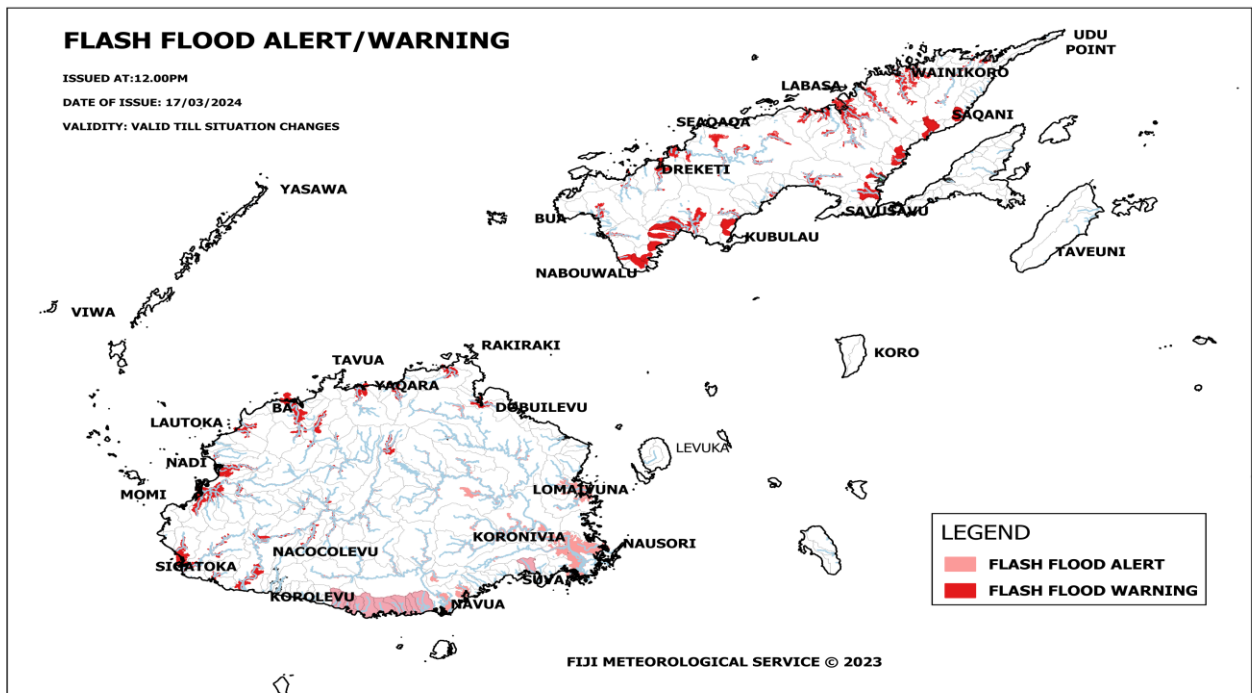 FLASH FLOOD ALERT/WARNING
ISSUED AT:12.00PM
DATE OF ISSUE: 17/03/2024
VALIDITY: VALID TILL SITUATION CHANGES
UDU
POINT
WAINIKORO
LABASA
SAQANI
SEAQAQA
DREKETI
YASAWA
BUA
SAVUSAVU
KUBULAU
TAVEUNI
NABOUWALU
VIWA
RAKIRAKI
KORO
TAVUA
YAQARA
BA
DOBUILEVU
LAUTOKA
LEVUKA
NADI
MOMI
LOMAIVUNA
KORONIVIA
NAUSORI
NACOCOLEVU
SIGATOKA
SUVA
KOROLEVU
NAVUA
LEGEND
FLASH FLOOD ALERT
FLASH FLOOD WARNING
FIJI METEOROLOGICAL SERVICE © 2023